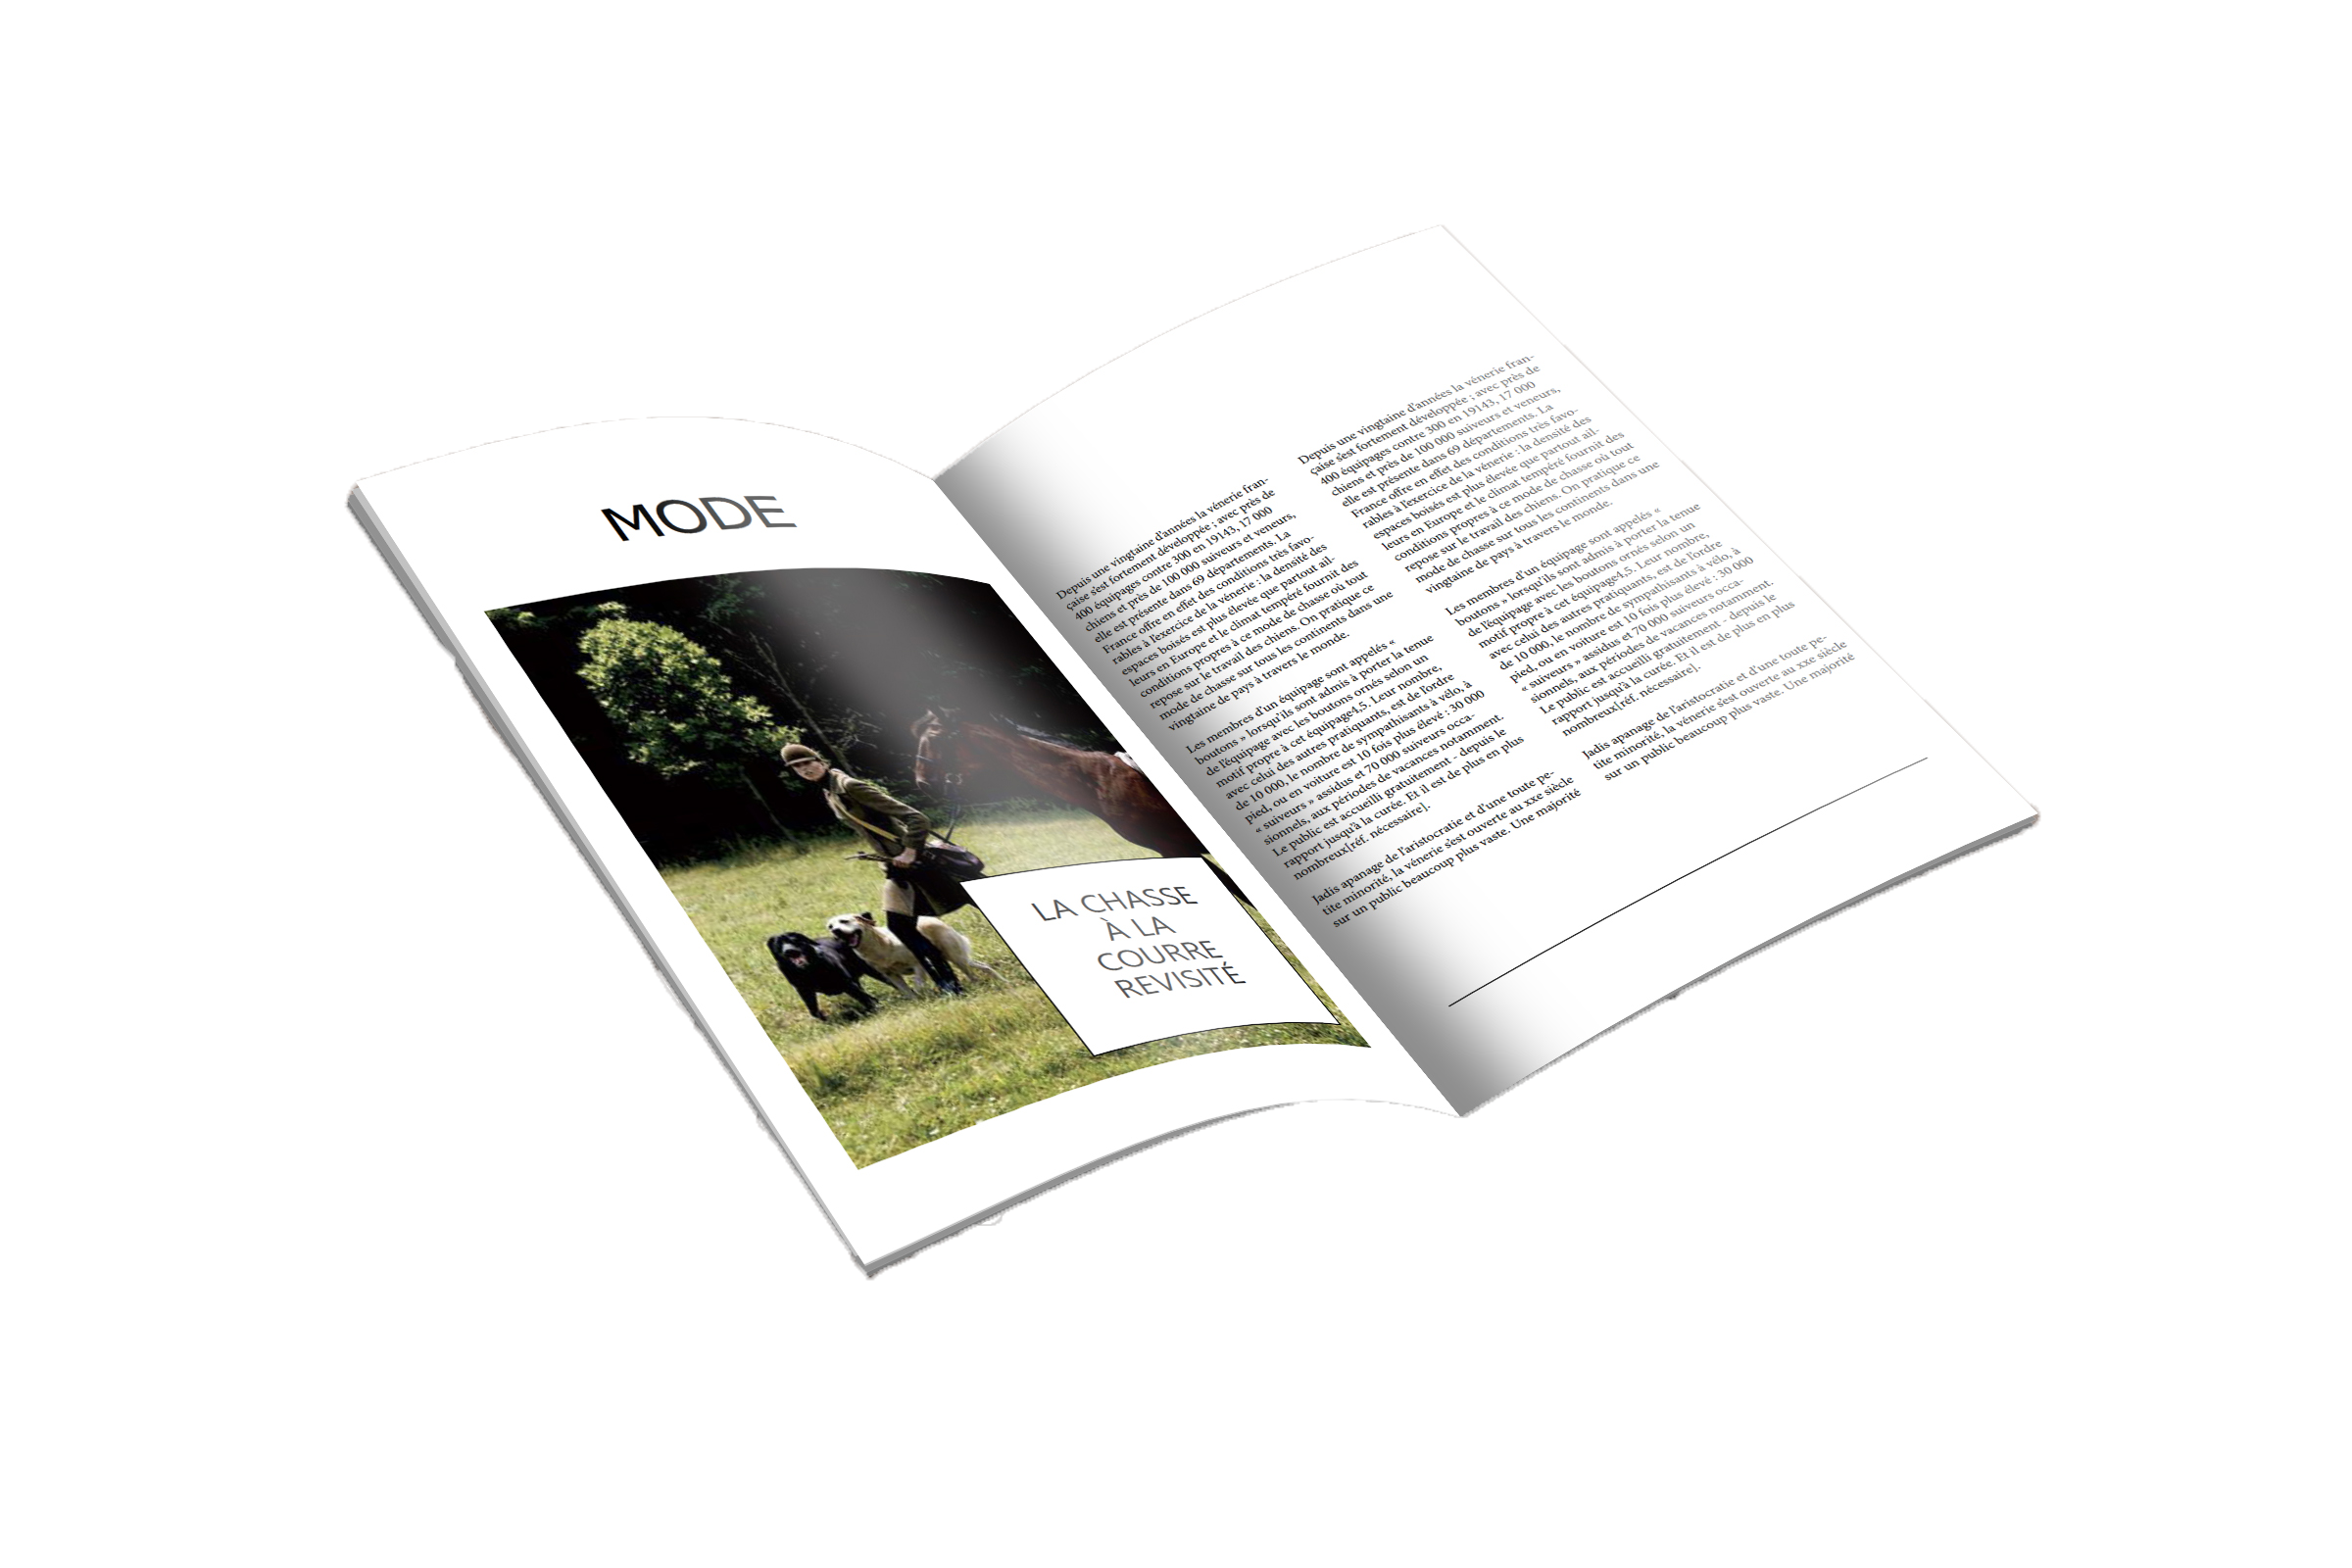 MODE
LA CHASSE
À LA
COURRE
REVISITÉ
Depuis une vingtaine d'années la vénerie fran-
çaise s'est fortement développée ; avec près de
400 équipages contre 300 en 19143, 17 000
chiens et près de 100 000 suiveurs et veneurs,
elle est présente dans 69 départements. La
France offre en effet des conditions très favo-
rables à l'exercice de la vénerie : la densité des
espaces boisés est plus élevée que partout ail-
leurs en Europe et le climat tempéré fournit des
conditions propres à ce mode de chasse où tout
repose sur le travail des chiens. On pratique ce
mode de chasse sur tous les continents dans une
vingtaine de pays à travers le monde.
Les membres d'un équipage sont appelés «
boutons » lorsqu'ils sont admis à porter la tenue
de l'équipage avec les boutons ornés selon un
motif propre à cet équipage4,5. Leur nombre,
avec celui des autres pratiquants, est de l'ordre
de 10 000, le nombre de sympathisants à vélo, à
pied, ou en voiture est 10 fois plus élevé : 30 000
« suiveurs » assidus et 70 000 suiveurs occa-
sionnels, aux périodes de vacances notamment.
Le public est accueilli gratuitement - depuis le
rapport jusqu'à la curée. Et il est de plus en plus
nombreux[réf. nécessaire].
Jadis apanage de l'aristocratie et d'une toute pe-
tite minorité, la vénerie s'est ouverte au xxe siècle
sur un public beaucoup plus vaste. Une majorité
Depuis une vingtaine d'années la vénerie fran-
çaise s'est fortement développée ; avec près de
400 équipages contre 300 en 19143, 17 000
chiens et près de 100 000 suiveurs et veneurs,
elle est présente dans 69 départements. La
France offre en effet des conditions très favo-
rables à l'exercice de la vénerie : la densité des
espaces boisés est plus élevée que partout ail-
leurs en Europe et le climat tempéré fournit des
conditions propres à ce mode de chasse où tout
repose sur le travail des chiens. On pratique ce
mode de chasse sur tous les continents dans une
vingtaine de pays à travers le monde.
Les membres d'un équipage sont appelés «
boutons » lorsqu'ils sont admis à porter la tenue
de l'équipage avec les boutons ornés selon un
motif propre à cet équipage4,5. Leur nombre,
avec celui des autres pratiquants, est de l'ordre
de 10 000, le nombre de sympathisants à vélo, à
pied, ou en voiture est 10 fois plus élevé : 30 000
« suiveurs » assidus et 70 000 suiveurs occa-
sionnels, aux périodes de vacances notamment.
Le public est accueilli gratuitement - depuis le
rapport jusqu'à la curée. Et il est de plus en plus
nombreux[réf. nécessaire].
Jadis apanage de l'aristocratie et d'une toute pe-
tite minorité, la vénerie s'est ouverte au xxe siècle
sur un public beaucoup plus vaste. Une majorité